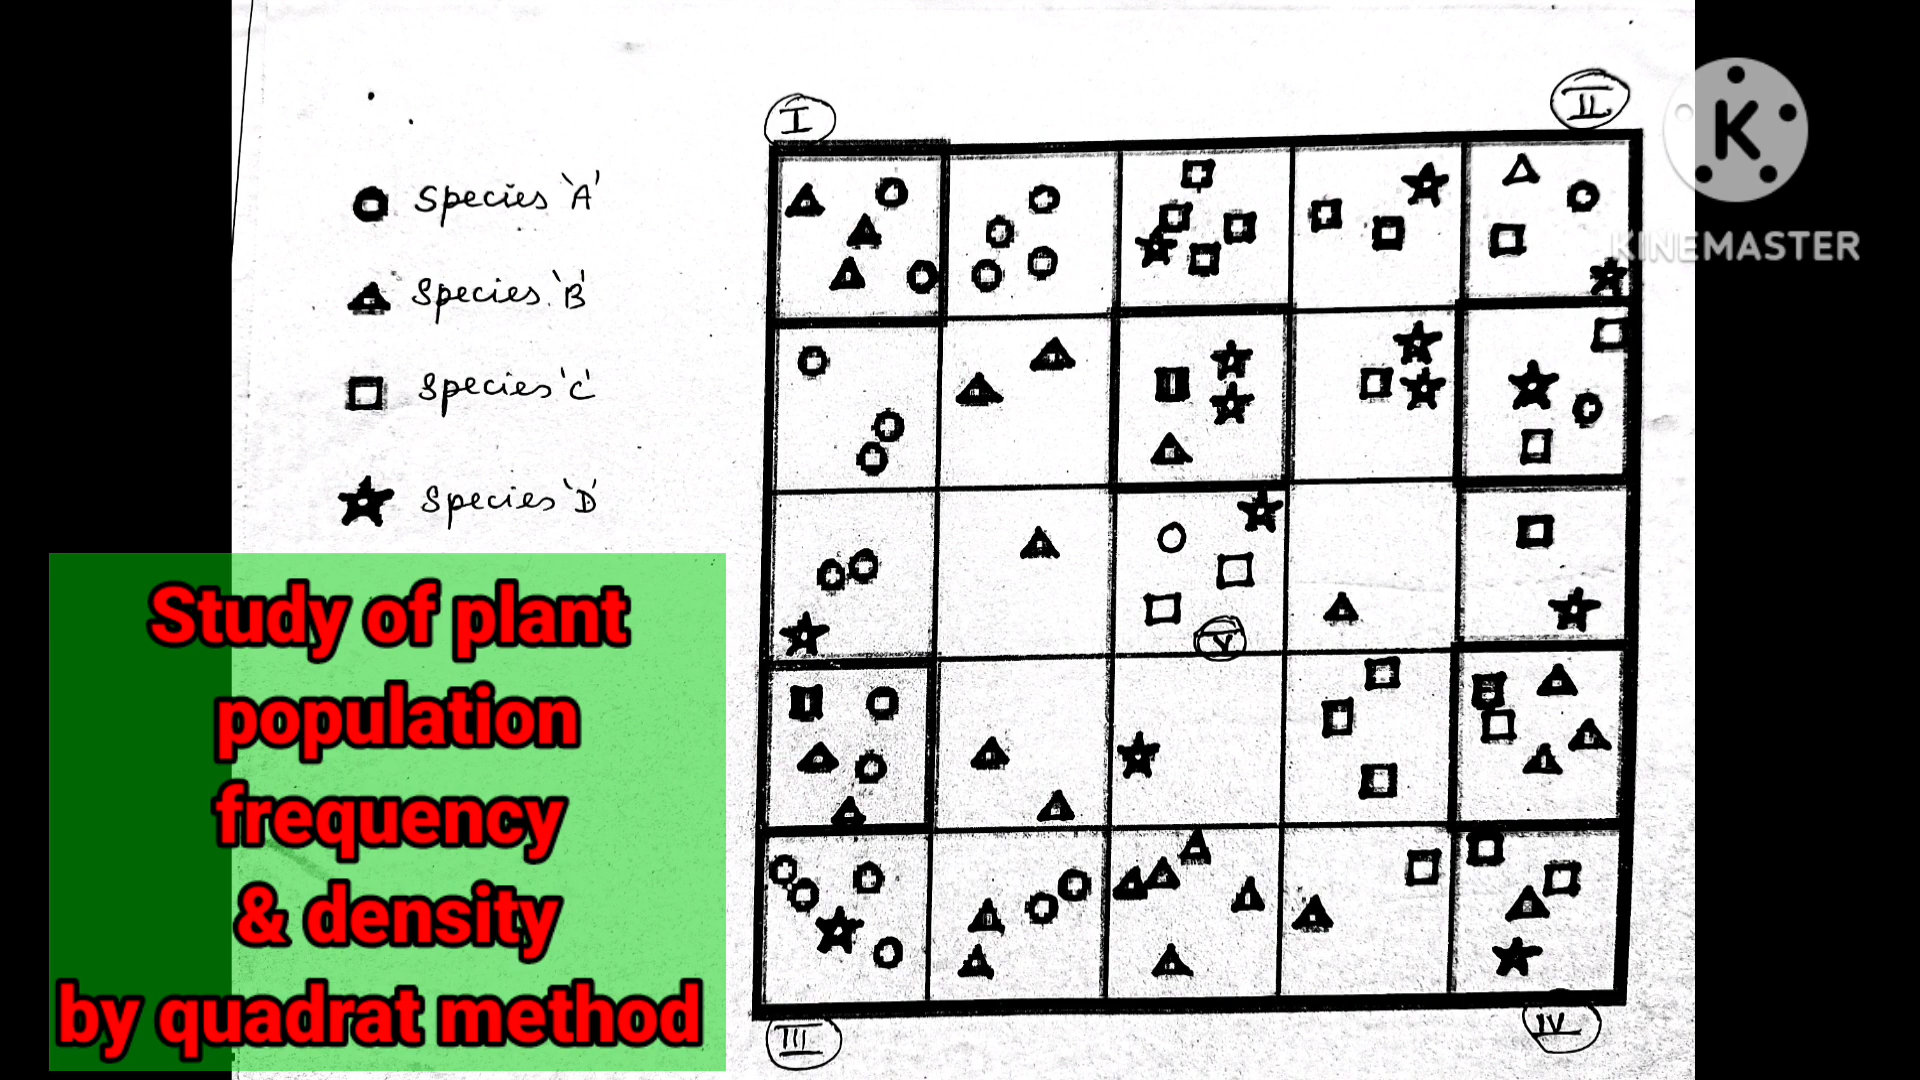 I
II
K
KINEMASTER
Species 'A'
Species 'B'
Species 'C'
Species 'D'
V
Study of plant
population
frequency
& density
by quadrat method
III
IV